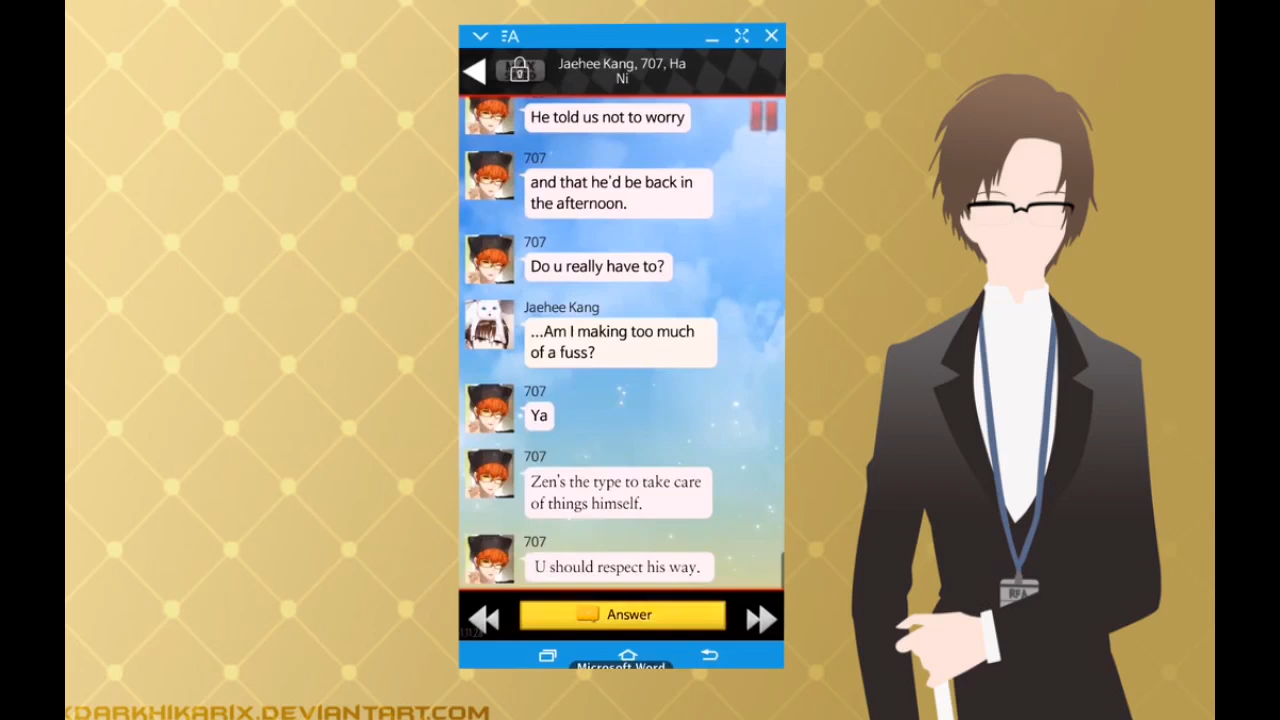 Jaehee Kang, 707, Ha
Ni
He told us not to worry
707
and that he'd be back in
the afternoon.
707
Do u really have to?
Jaehee Kang
...Am I making too much
of a fuss?
707
Ya
707
Zen's the type to take care
of things himself.
707
U should respect his way.
Answer
Microsoft Word
RFA
XDARKHIKARIX.DEVIANTART.COM